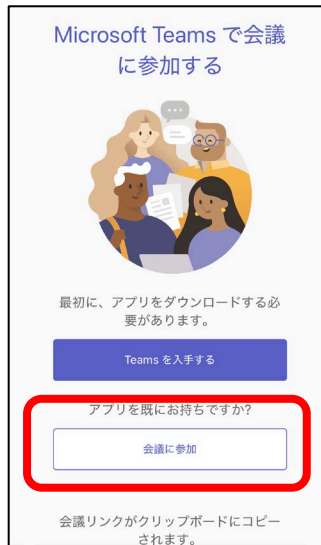 Microsoft Teams で会議
に参加する
最初に、アプリをダウンロードする必
要があります。
Teams を入手する
アプリを既にお持ちですか?
会議に参加
会議リンクがクリップボードにコピー
されます。